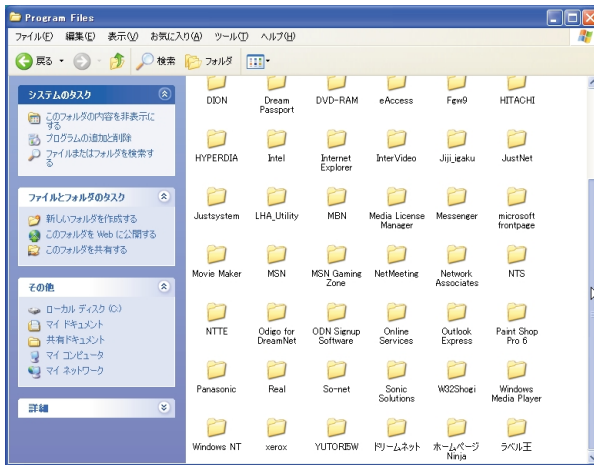 Program Files
ファイル(F) 編集(E) 表示(V) お気に入り(A) ツール(T) ヘルプ(H)
戻る 検索 フォルダ
システムのタスク
このフォルダの内容を非表示に
する
プログラムの追加と削除
ファイルまたはフォルダを検索す
る
ファイルとフォルダのタスク
新しいフォルダを作成する
このフォルダを Web に公開する
このフォルダを共有する
その他
ローカル ディスク (C:)
マイ ドキュメント
共有ドキュメント
マイ コンピュータ
マイ ネットワーク
詳細
DION
Dream
Passport
DVD-RAM
eAccess
Fgw9
HITACHI
HYPERDIA
Intel
Internet
Explorer
InterVideo
Jiji_igaku
JustNet
Justsystem
LHA_Utility
MBN
Media License
Manager
Messenger
microsoft
frontpage
Movie Maker
MSN
MSN Gaming
Zone
NetMeeting
Network
Associates
NTS
NTTE
Odigo for
DreamNet
ODN Signup
Software
Online
Services
Outlook
Express
Paint Shop
Pro 6
Panasonic
Real
So-net
Sonic
Solutions
W32Shogi
Windows
Media Player
Windows NT
xerox
YUTORI5W
ドリームネット
ホームページ
Ninja
ラベル王